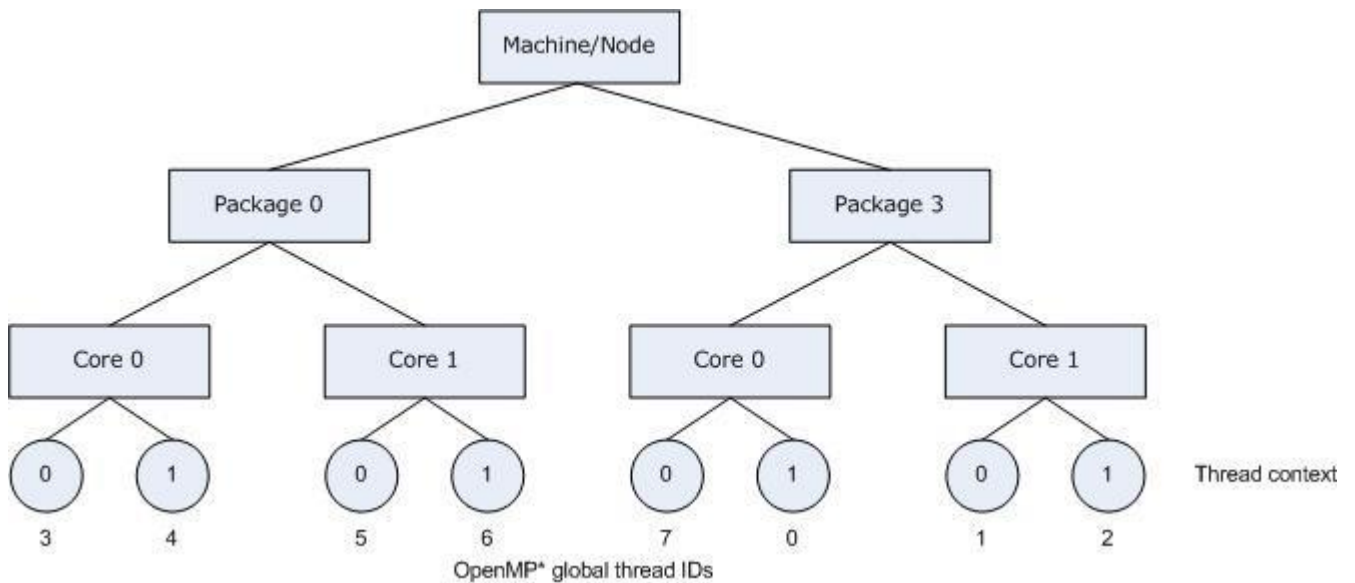 Machine/Node
Package 0
Package 3
Core 0
Core 1
Core 0
Core 1
0 1 0 1 0 1 0 1 Thread context
3 4 5 6 7 0 1 2
OpenMP* global thread IDs